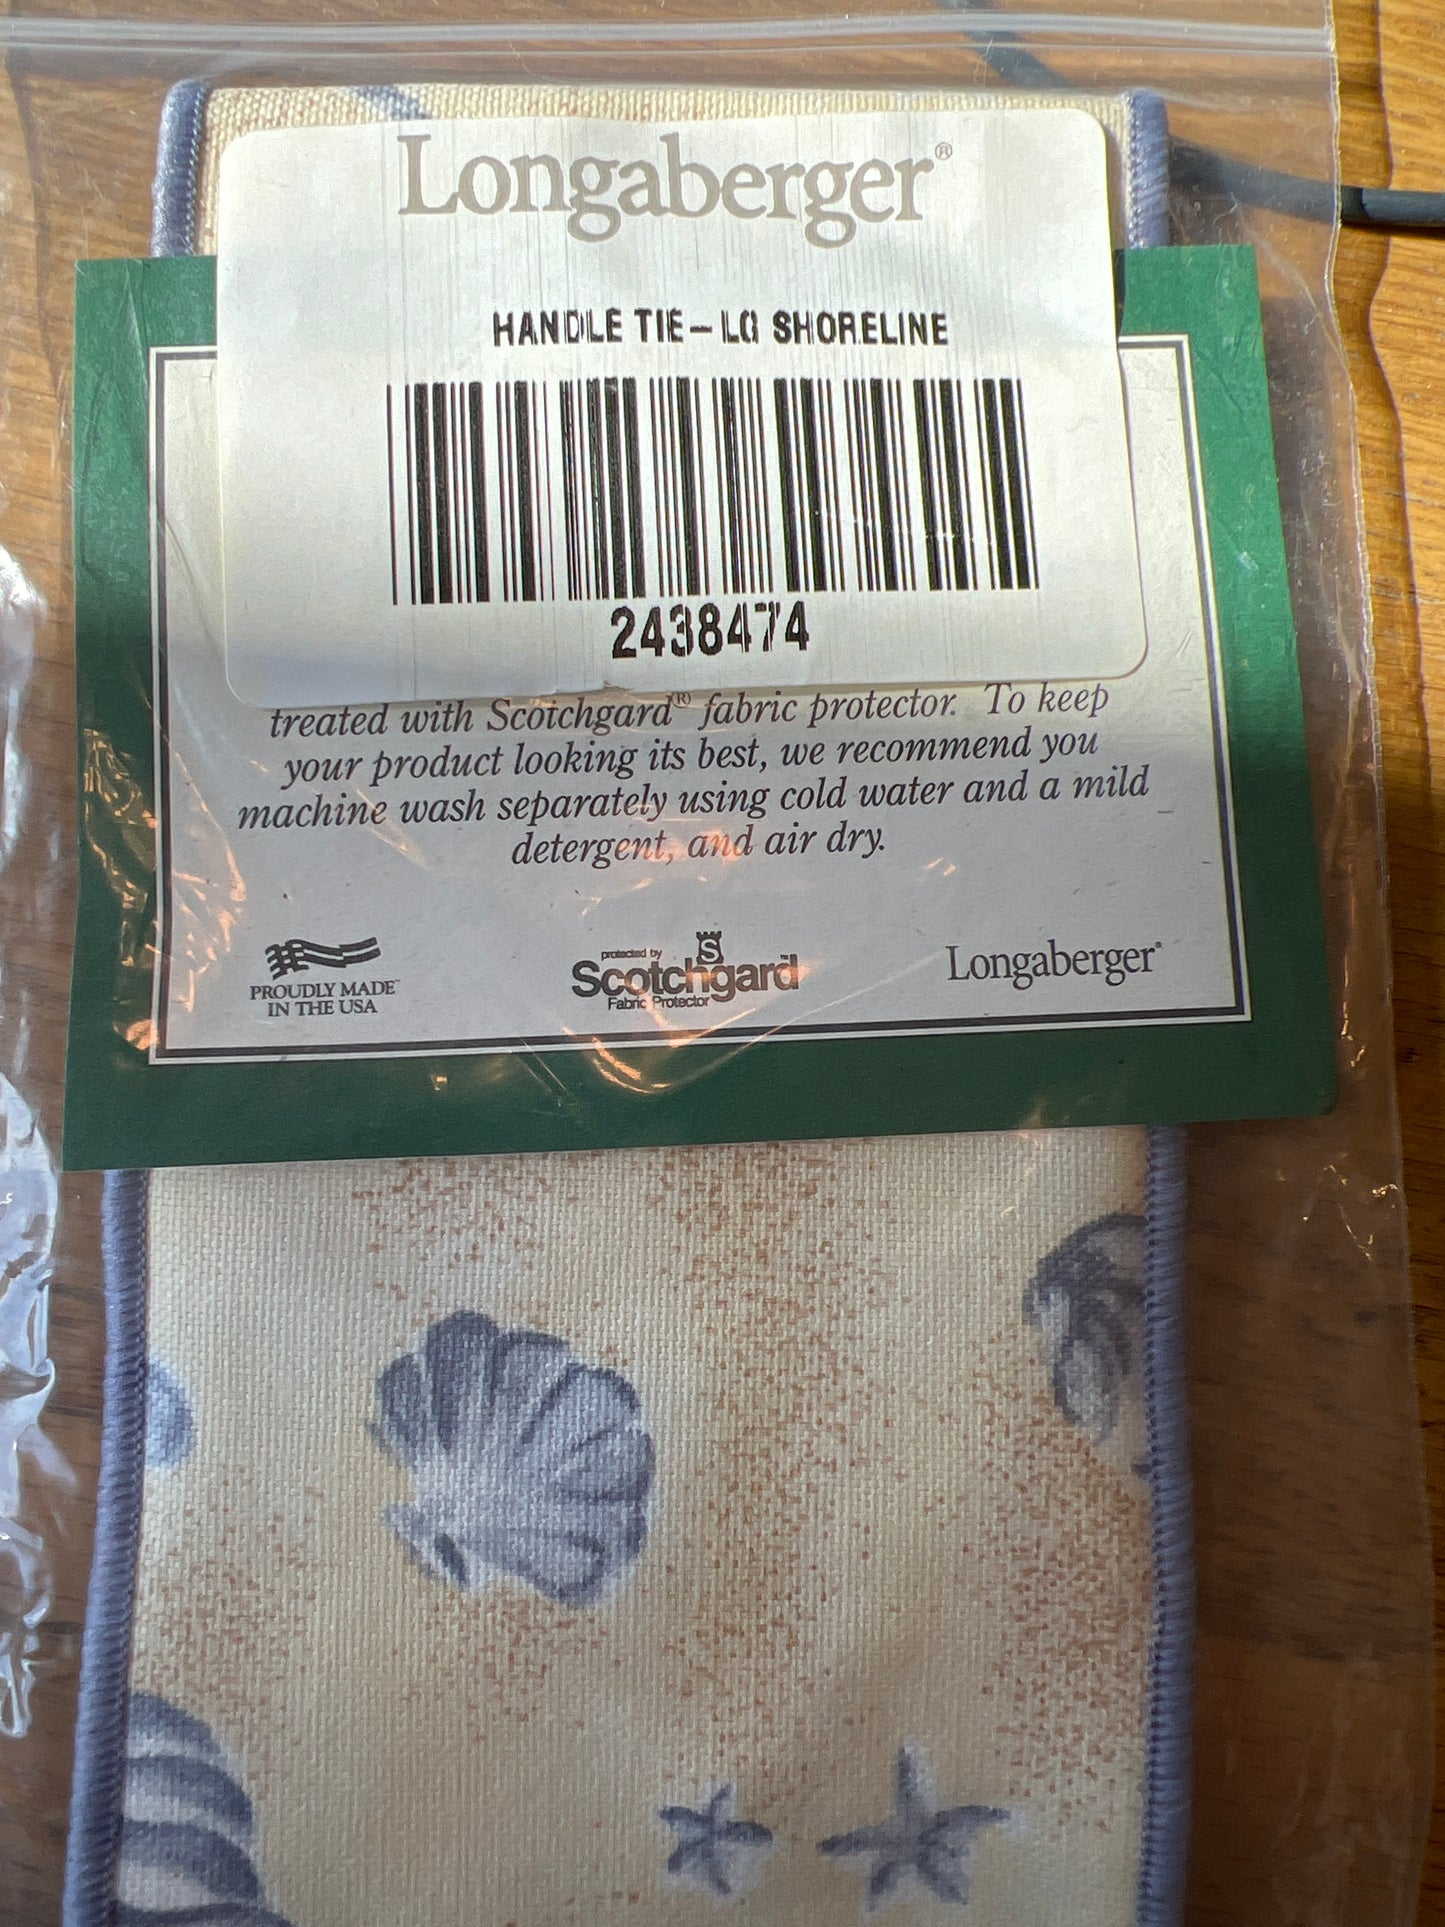 Longaberger®
HANDLE TIE-LG SHORELINE
2438474
treated with Scotchgard® fabric protector. To keep
your product looking its best, we recommend you
machine wash separately using cold water and a mild
detergent, and air dry.
PROUDLY MADE™
IN THE USA
protected by
S
Scotchgard™
Fabric Protector
Longaberger®